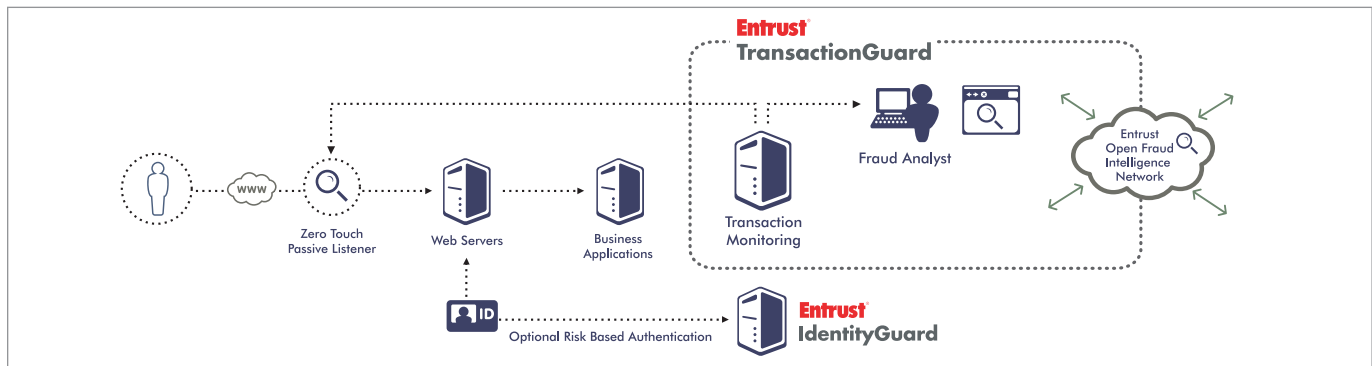 Entrust®
TransactionGuard
WWW
Zero Touch
Passive Listener
Web Servers
Business
Applications
Transaction
Monitoring
Fraud Analyst
Entrust
Open Fraud
Intelligence
Network
ID
Optional Risk Based Authentication
Entrust®
IdentityGuard